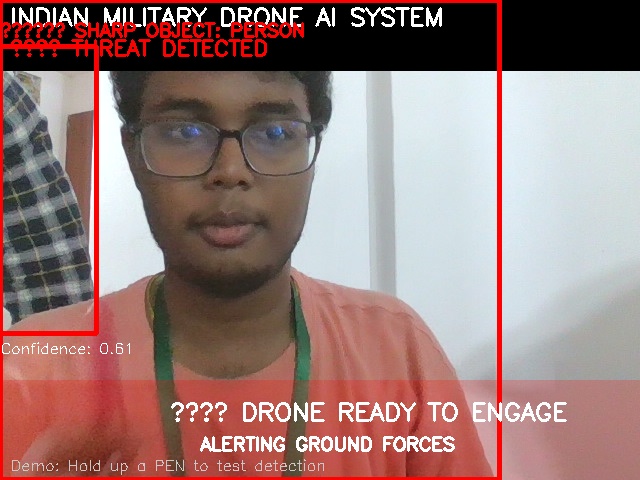 INDIAN MILITARY DRONE AI SYSTEM
?????? SHARP OBJECT: PERSON
???? THREAT DETECTED
Confidence: 0.61
???? DRONE READY TO ENGAGE
ALERTING GROUND FORCES
Demo: Hold up a PEN to test detection